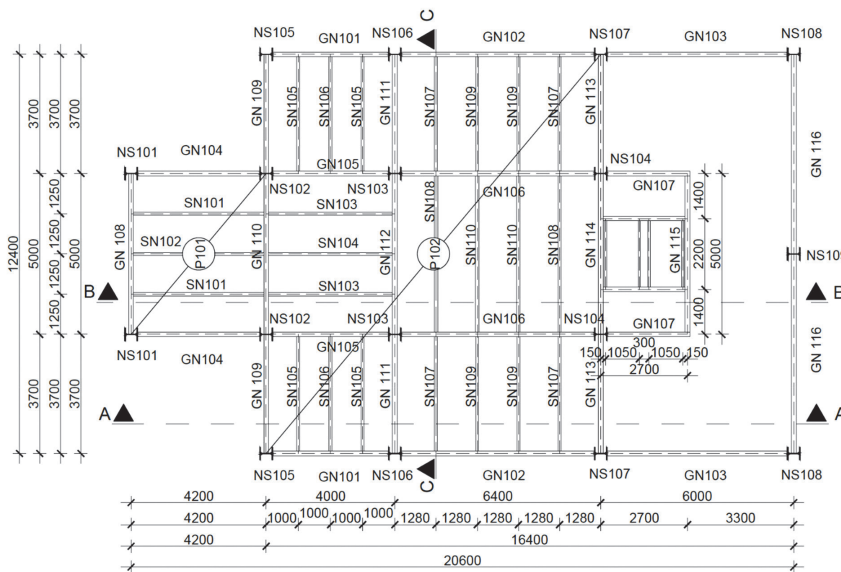 NS105 GN101 NS106 C GN102 NS107 GN103 NS108
3700 3700 3700 GN 109 SN105 SN106 SN105 GN 111 SN107 SN109 SN109 SN107 GN 113 GN 116
NS101 GN104 GN105 NS104
NS102 NS103 SN108 GN106 GN107
12400 5000 1250 1250 1250 1250 5000
SN101 SN103
GN 108 SN102 P101 GN 110 SN104 GN 112 P102 SN110 SN110 SN108 GN 114 GN 115 1400 2200 1400 5000
NS109
SN101 SN103
B B
NS102 NS103 GN106 NS104 GN107
NS101 GN104 GN105
300
150 1050 1050 150
2700
3700 3700 3700 GN 109 SN105 SN106 SN105 GN 111 SN107 SN109 SN109 SN107 GN 113 GN 116
A A
NS105 GN101 NS106 C GN102 NS107 GN103 NS108
4200 4000 6400 6000
4200 1000 1000 1000 1000 1280 1280 1280 1280 1280 2700 3300
4200 16400
20600